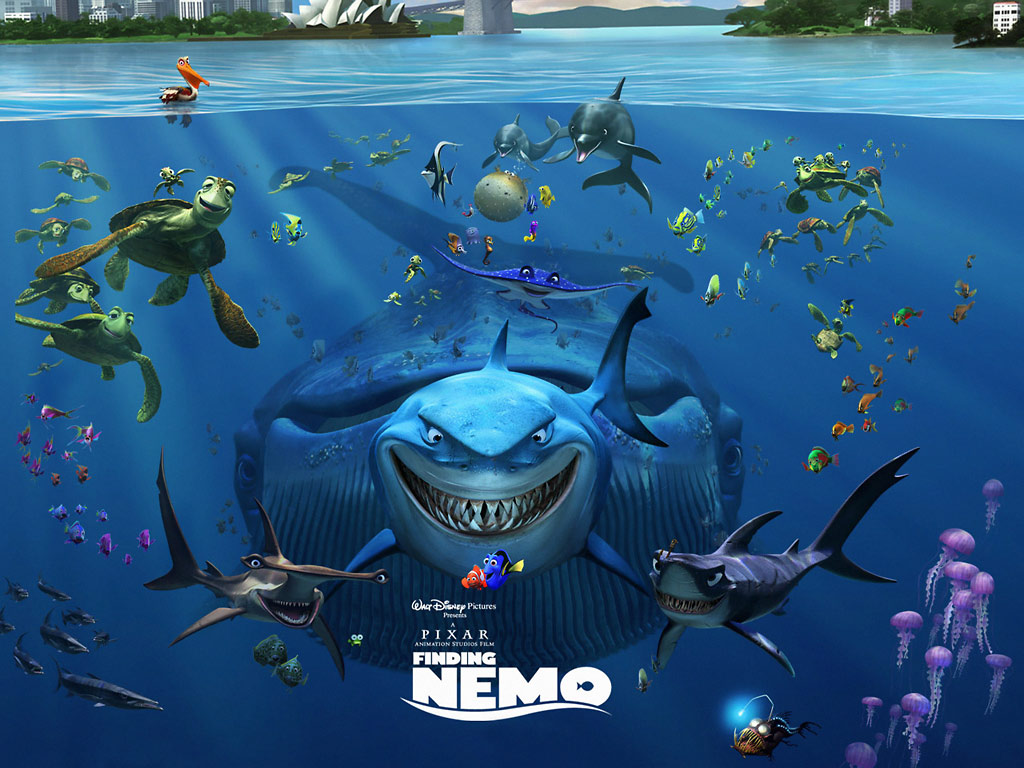 WALT DISNEY PICTURES
Presents
A
PIXAR
ANIMATION STUDIOS FILM
FINDING
NEMO